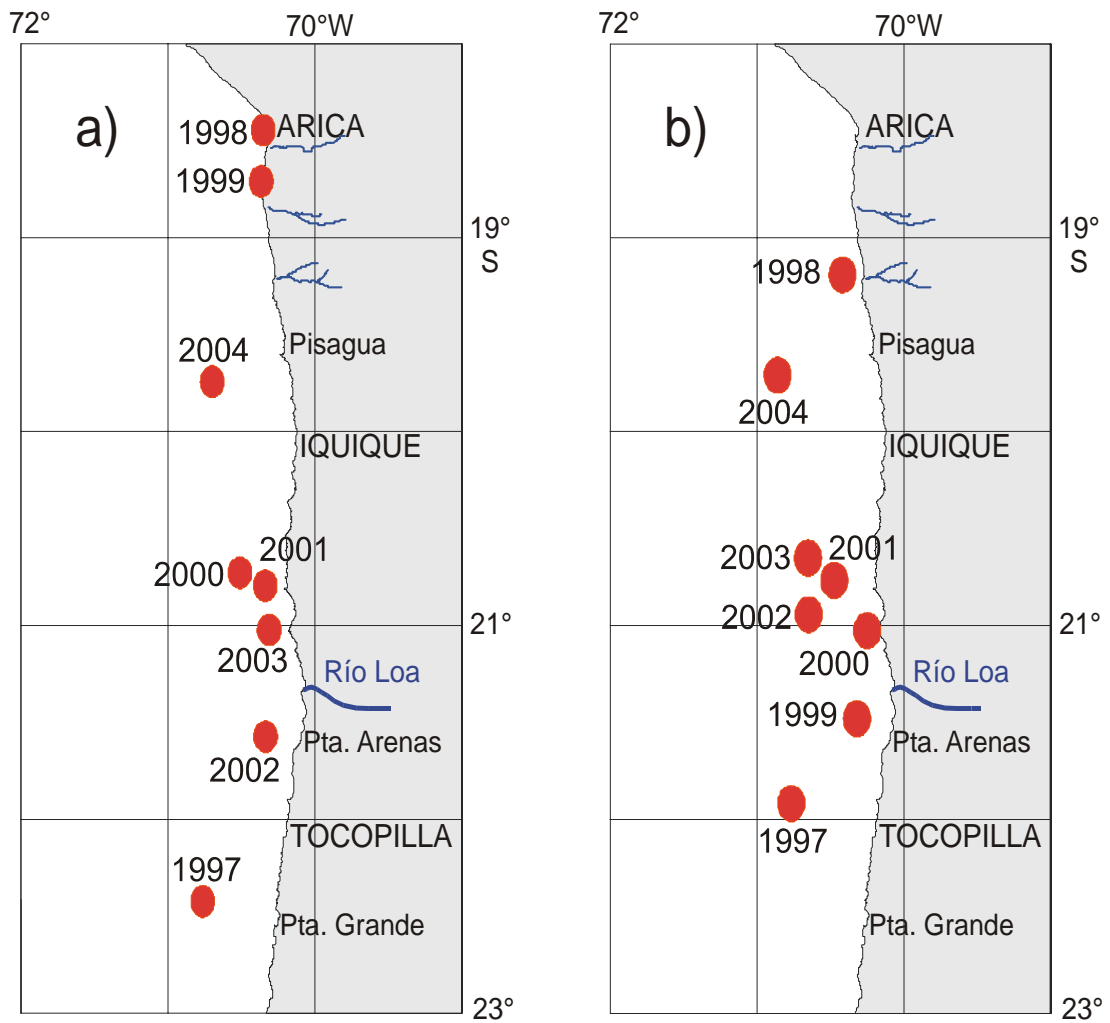 72°
70°W
a)
1998
ARICA
1999
19°
S
2004
Pisagua
IQUIQUE
2001
2000
21°
2003
Río Loa
2002
Pta. Arenas
TOCOPILLA
1997
Pta. Grande
23°
72°
70°W
b)
ARICA
19°
S
1998
Pisagua
2004
IQUIQUE
2003
2001
2002
21°
2000
Río Loa
1999
Pta. Arenas
1997
TOCOPILLA
Pta. Grande
23°